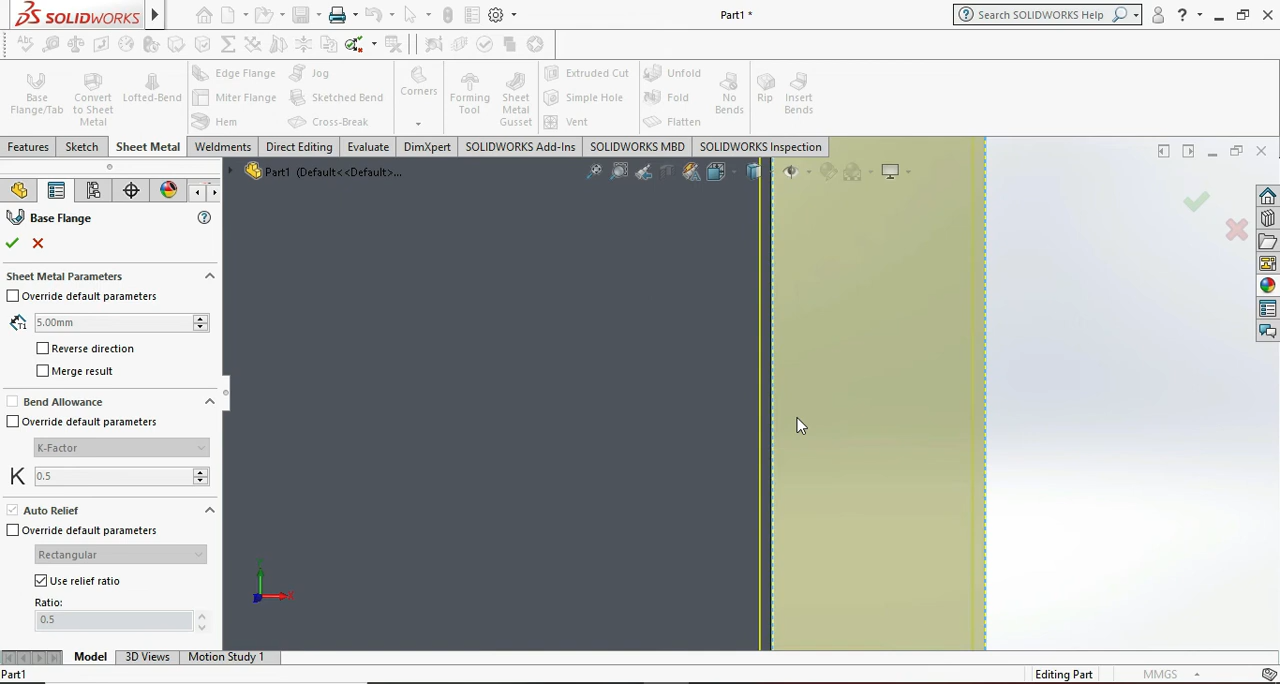 SOLIDWORKS
Part1 *
Search SOLIDWORKS Help
Base Flange/Tab
Convert to Sheet Metal
Lofted-Bend
Edge Flange
Miter Flange
Hem
Jog
Sketched Bend
Cross-Break
Corners
Forming Tool
Sheet Metal Gusset
Extruded Cut
Simple Hole
Vent
Unfold
Fold
Flatten
No Bends
Rip
Insert Bends
Features Sketch Sheet Metal Weldments Direct Editing Evaluate DimXpert SOLIDWORKS Add-Ins SOLIDWORKS MBD SOLIDWORKS Inspection
Part1 (Default<<Default>...
Base Flange
Sheet Metal Parameters
Override default parameters
5.00mm
Reverse direction
Merge result
Bend Allowance
Override default parameters
K-Factor
K 0.5
Auto Relief
Override default parameters
Rectangular
Use relief ratio
Ratio:
0.5
Model 3D Views Motion Study 1
Part1 Editing Part MMGS